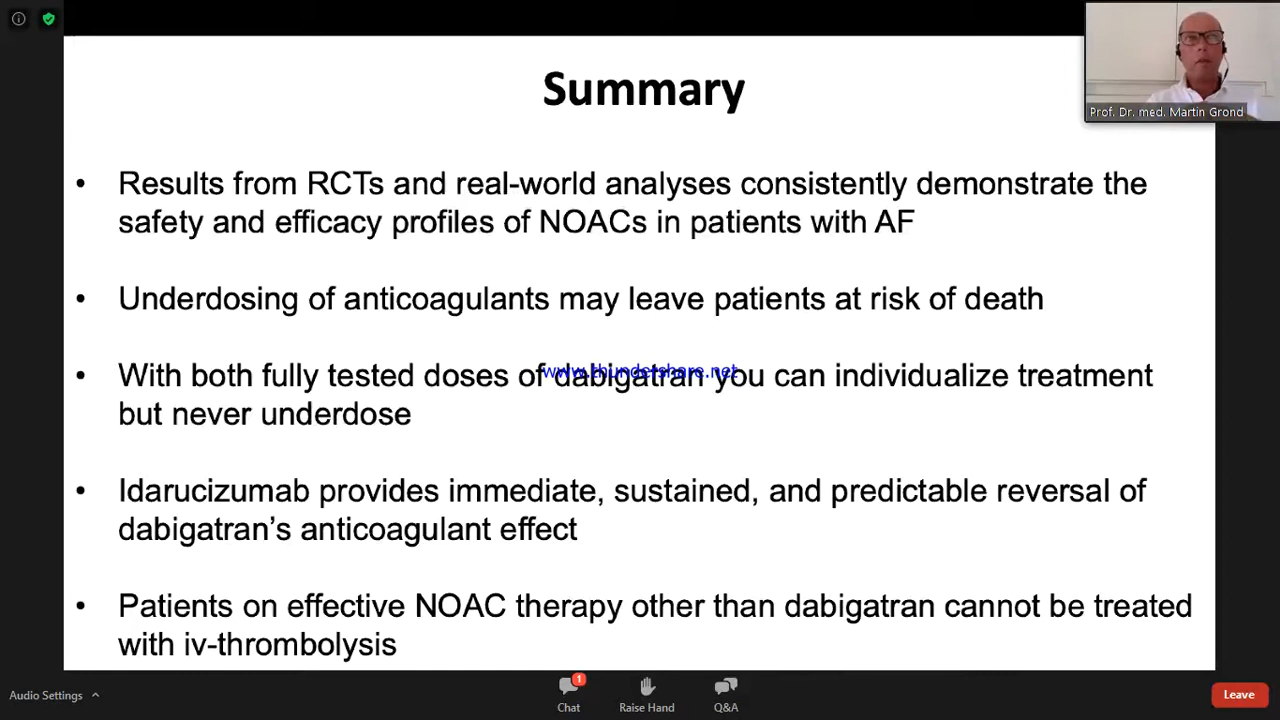 Summary
Prof. Dr. med. Martin Grond
• Results from RCTs and real-world analyses consistently demonstrate the
safety and efficacy profiles of NOACs in patients with AF
• Underdosing of anticoagulants may leave patients at risk of death
• With both fully tested doses of dabigatran you can individualize treatment
but never underdose
www.thundershare.net
• Idarucizumab provides immediate, sustained, and predictable reversal of
dabigatran’s anticoagulant effect
• Patients on effective NOAC therapy other than dabigatran cannot be treated
with iv-thrombolysis
Audio Settings
1
Chat
Raise Hand
Q&A
Leave